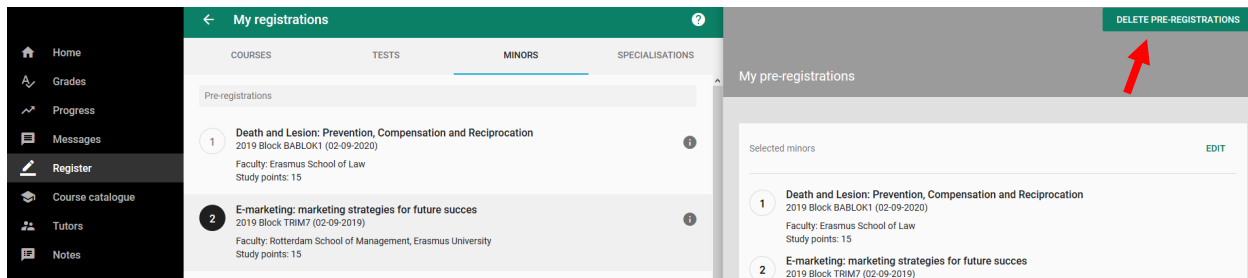 Home
Grades
Progress
Messages
Register
Course catalogue
Tutors
Notes
My registrations
?
COURSES TESTS MINORS SPECIALISATIONS
Pre-registrations
1
Death and Lesion: Prevention, Compensation and Reciprocation
2019 Block BABLOK1 (02-09-2020)
Faculty: Erasmus School of Law
Study points: 15
2
E-marketing: marketing strategies for future succes
2019 Block TRIM7 (02-09-2019)
Faculty: Rotterdam School of Management, Erasmus University
Study points: 15
DELETE PRE-REGISTRATIONS
My pre-registrations
Selected minors EDIT
1
Death and Lesion: Prevention, Compensation and Reciprocation
2019 Block BABLOK1 (02-09-2020)
Faculty: Erasmus School of Law
Study points: 15
2
E-marketing: marketing strategies for future succes
2019 Block TRIM7 (02-09-2019)